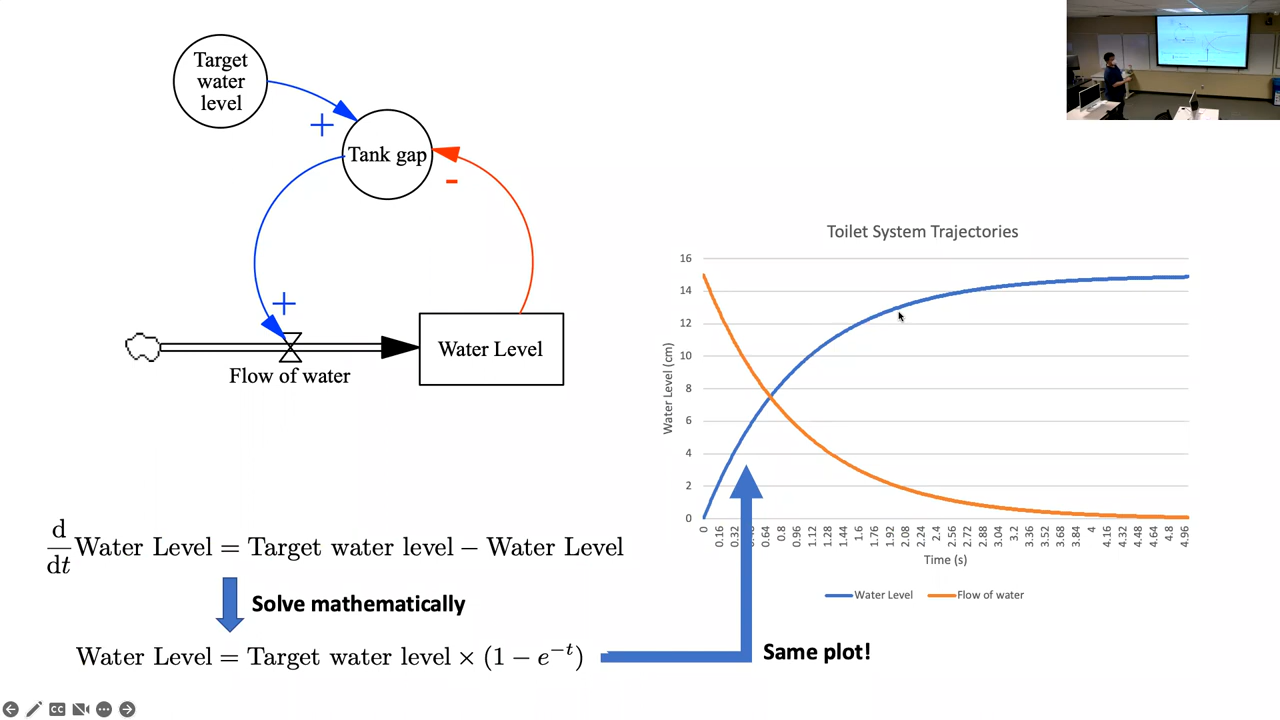 Target
water
level
+
Tank gap
-
+
Water Level
Flow of water
d/dt Water Level = Target water level − Water Level
Solve mathematically
Water Level = Target water level × (1 − e^{−t})
Same plot!
Toilet System Trajectories
Water Level (cm)
16
14
12
10
8
6
4
2
0
0 0.16 0.32 0.64 0.8 0.96 1.12 1.28 1.44 1.6 1.76 1.92 2.08 2.24 2.4 2.56 2.72 2.88 3.04 3.2 3.36 3.52 3.68 3.84 4 4.16 4.32 4.48 4.64 4.8 4.96
Time (s)
Water Level Flow of water
CC